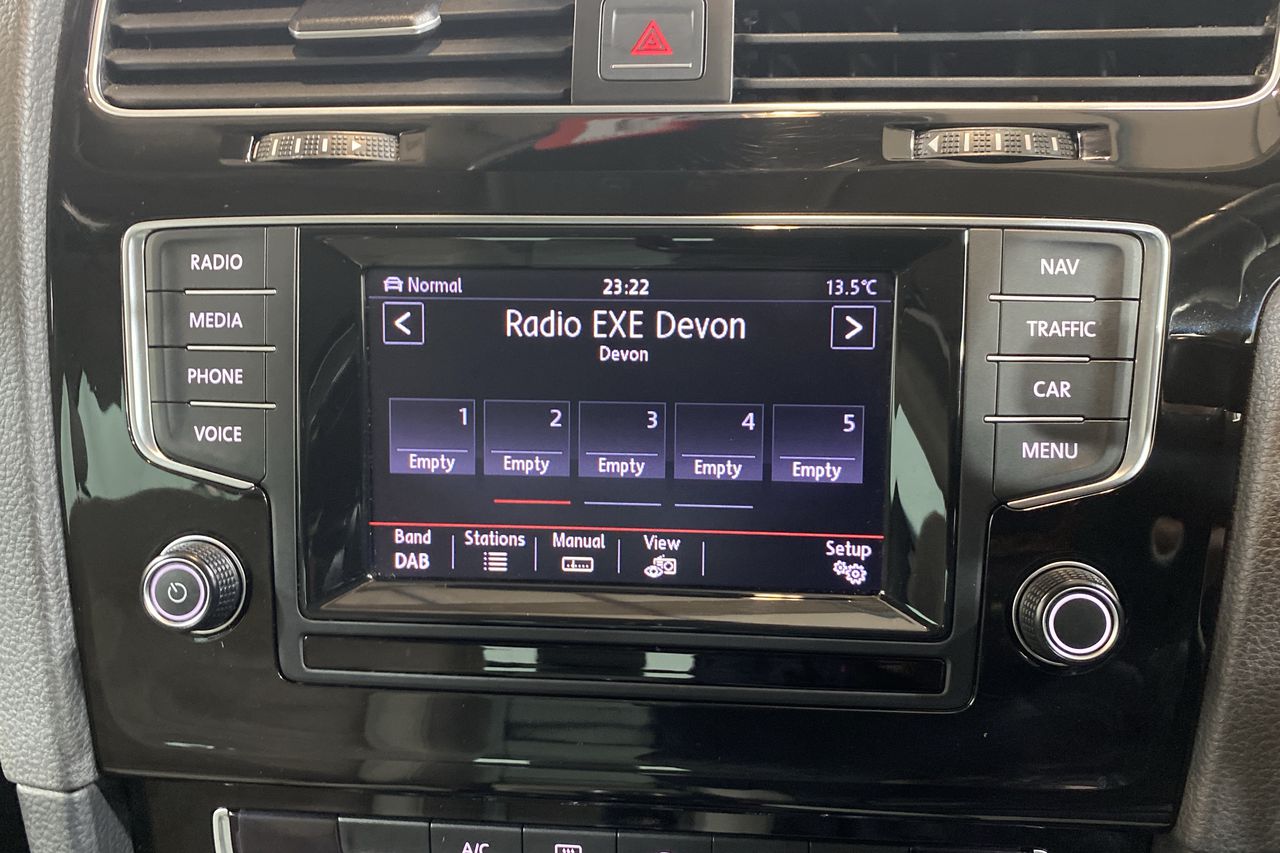 RADIO
MEDIA
PHONE
VOICE
Normal 23:22 13.5°C
Radio EXE Devon
Devon
1 2 3 4 5
Empty Empty Empty Empty Empty
Band Stations Manual View Setup
DAB
NAV
TRAFFIC
CAR
MENU
A/C